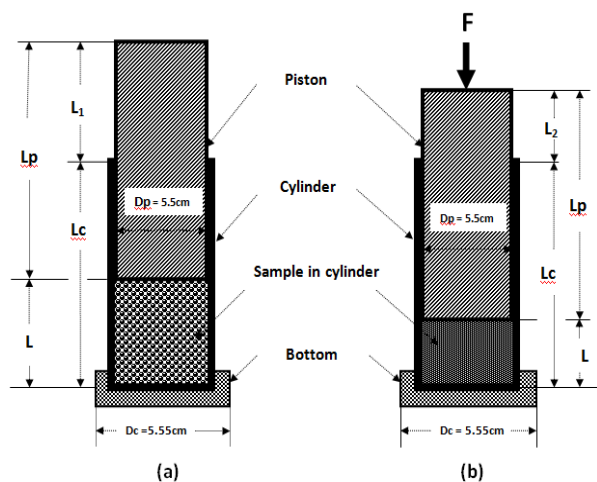 F
L1
L2
Piston
Lp
Lp
Lc
Cylinder
Dp = 5.5cm
Dp = 5.5cm
Lc
Sample in cylinder
L
Bottom
L
Dc =5.55cm
Dc =5.55cm
(a)
(b)